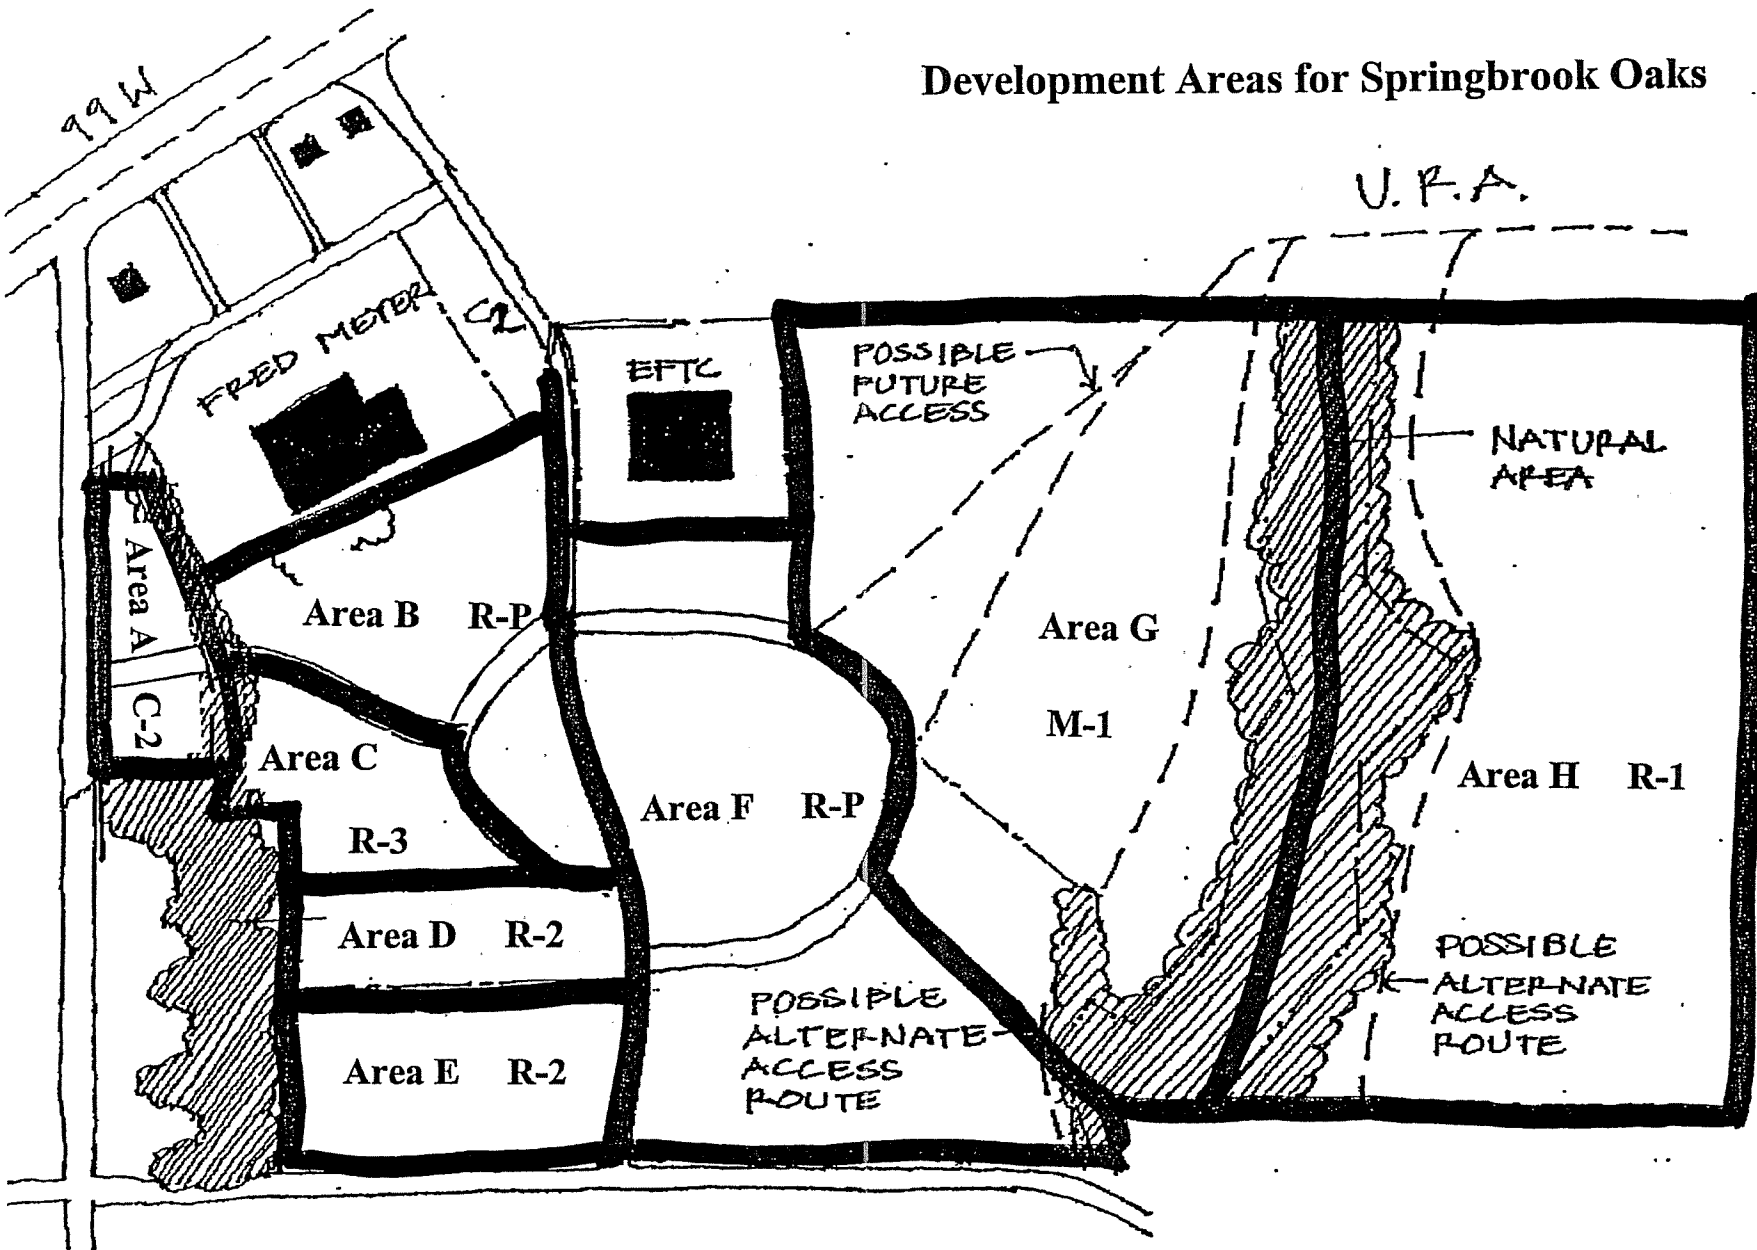 Development Areas for Springbrook Oaks
99 W
U.R.A.
FRED MEYER
C2
EFTC
POSSIBLE
FUTURE
ACCESS
NATURAL
AREA
Area A
C-2
Area B R-P
Area G
M-1
Area C
R-3
Area F R-P
Area H R-1
Area D R-2
Area E R-2
POSSIBLE
ALTERNATE
ACCESS
ROUTE
POSSIBLE
ALTERNATE
ACCESS
ROUTE